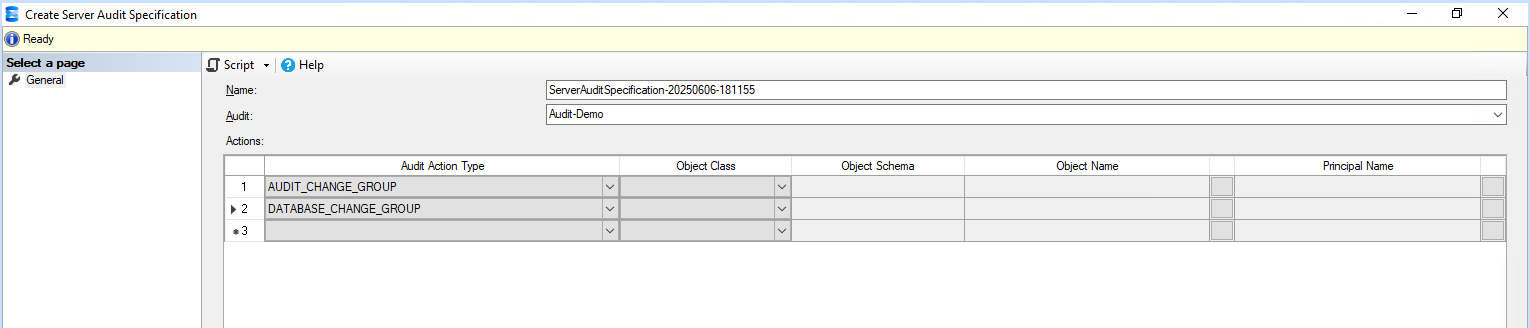 Create Server Audit Specification
Ready
Select a page
General
Script Help
Name: ServerAuditSpecification-20250606-181155
Audit: Audit-Demo
Actions:
Audit Action Type Object Class Object Schema Object Name Principal Name
1 AUDIT_CHANGE_GROUP
2 DATABASE_CHANGE_GROUP
3